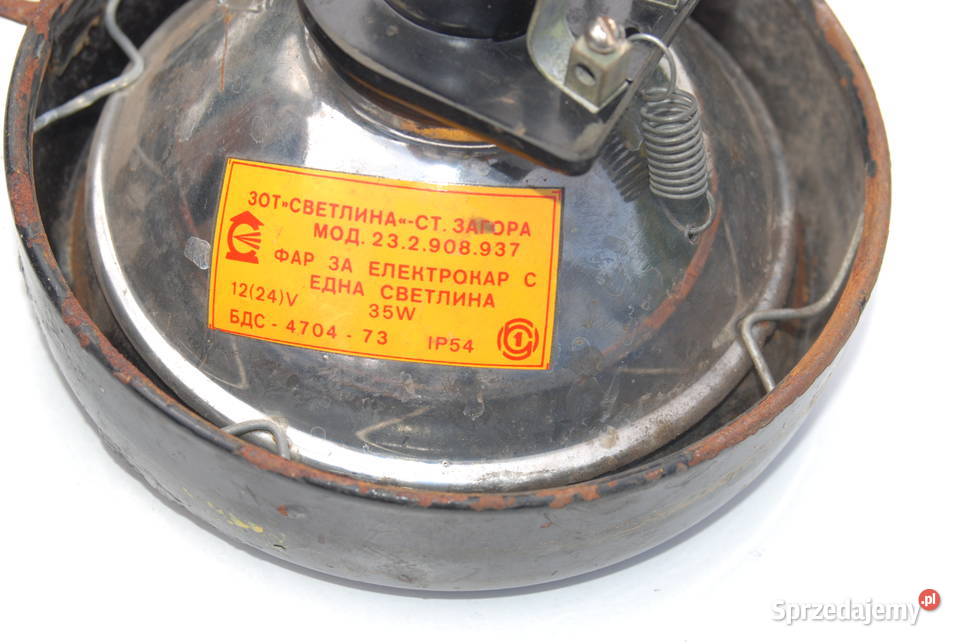 ЗОТ"СВЕТЛИНА"-СТ. ЗАГОРА
МОД. 23.2.908.937
ФАР ЗА ЕЛЕКТРОКАР С
ЕДНА СВЕТЛИНА
12(24)V
35W
БДС - 4704 - 73 IP54
1
Sprzedajemy.pl